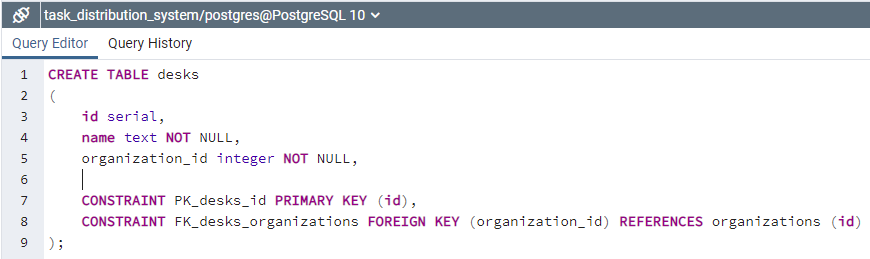 task_distribution_system/postgres@PostgreSQL 10
Query Editor Query History
1 CREATE TABLE desks
2 (
3 id serial,
4 name text NOT NULL,
5 organization_id integer NOT NULL,
6
7 CONSTRAINT PK_desks_id PRIMARY KEY (id),
8 CONSTRAINT FK_desks_organizations FOREIGN KEY (organization_id) REFERENCES organizations (id)
9 );